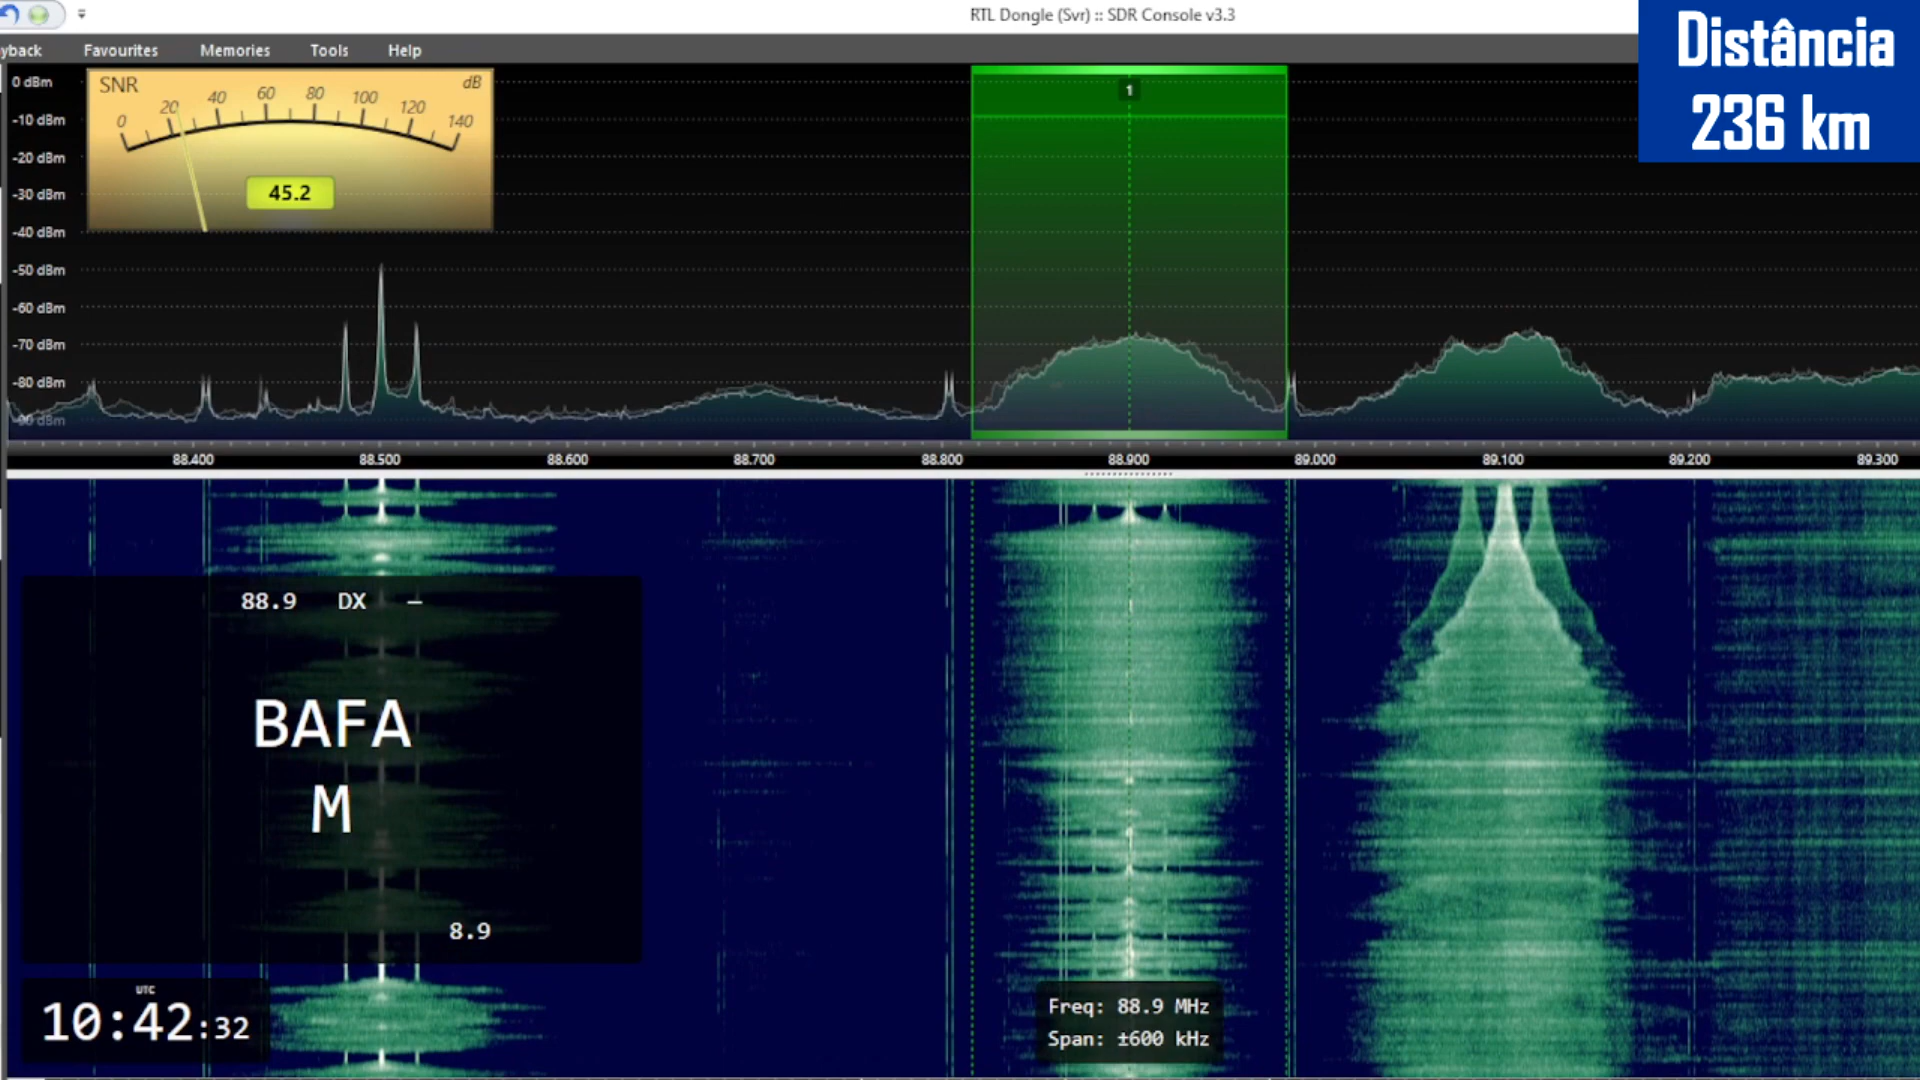 RTL Dongle (Svr) :: SDR Console v3.3
yback Favourites Memories Tools Help
Distância
236 km
0 dBm
-10 dBm
-20 dBm
-30 dBm
-40 dBm
-50 dBm
-60 dBm
-70 dBm
-80 dBm
-90 dBm
SNR dB
0 20 40 60 80 100 120 140
45.2
1
88.400 88.500 88.600 88.700 88.800 88.900 89.000 89.100 89.200 89.300
88.9 DX –
BAFA
M
8.9
UTC
10:42:32
Freq: 88.9 MHz
Span: ±600 kHz